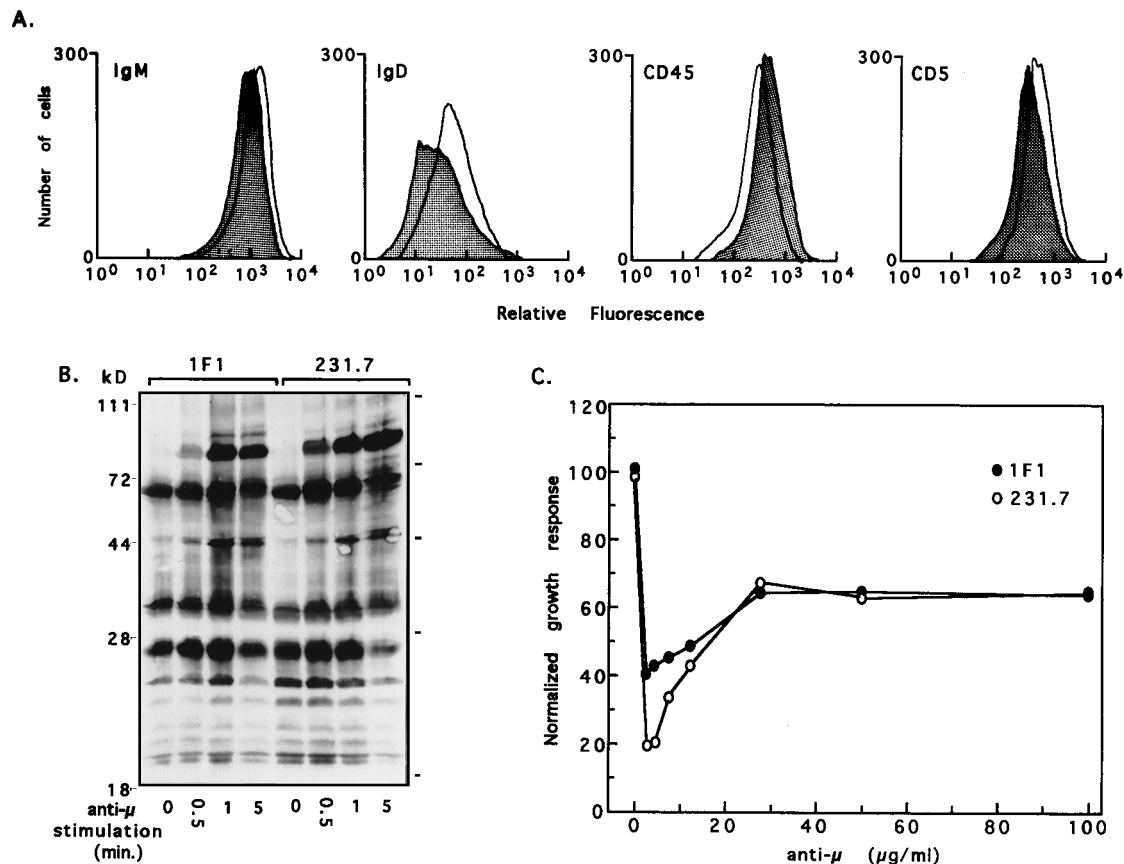 A.
300
IgM
0
10⁰ 10¹ 10² 10³ 10⁴
300
IgD
0
10⁰ 10¹ 10² 10³ 10⁴
300
CD45
0
10⁰ 10¹ 10² 10³ 10⁴
300
CD5
0
10⁰ 10¹ 10² 10³ 10⁴
Number of cells
Relative Fluorescence
B.
kD
1F1 231.7
111
72
44
28
18
anti-µ
stimulation
(min.)
0 0.5 1 5 0 0.5 1 5
C.
Normalized growth response
120
100
80
60
40
20
0
1F1
231.7
0 20 40 60 80 100
anti-µ (µg/ml)